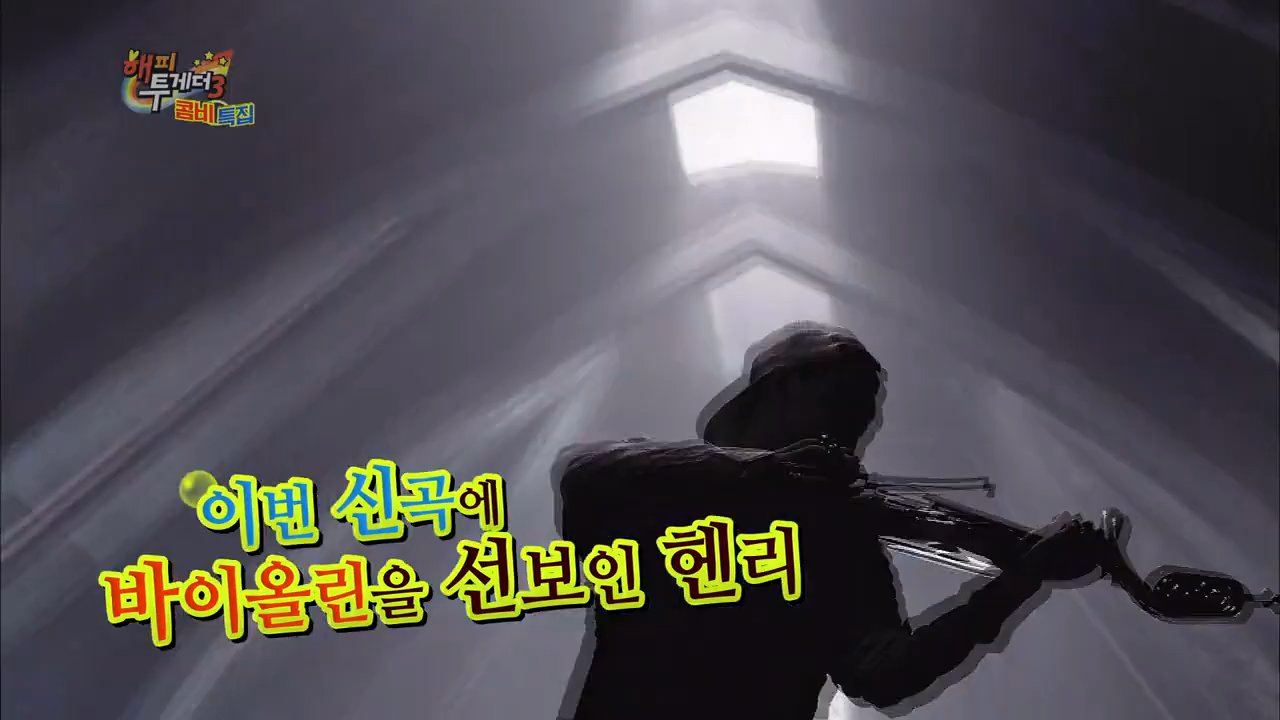 해피
투게더3
콤비특집
이번 신곡에
바이올린을 선보인 헨리